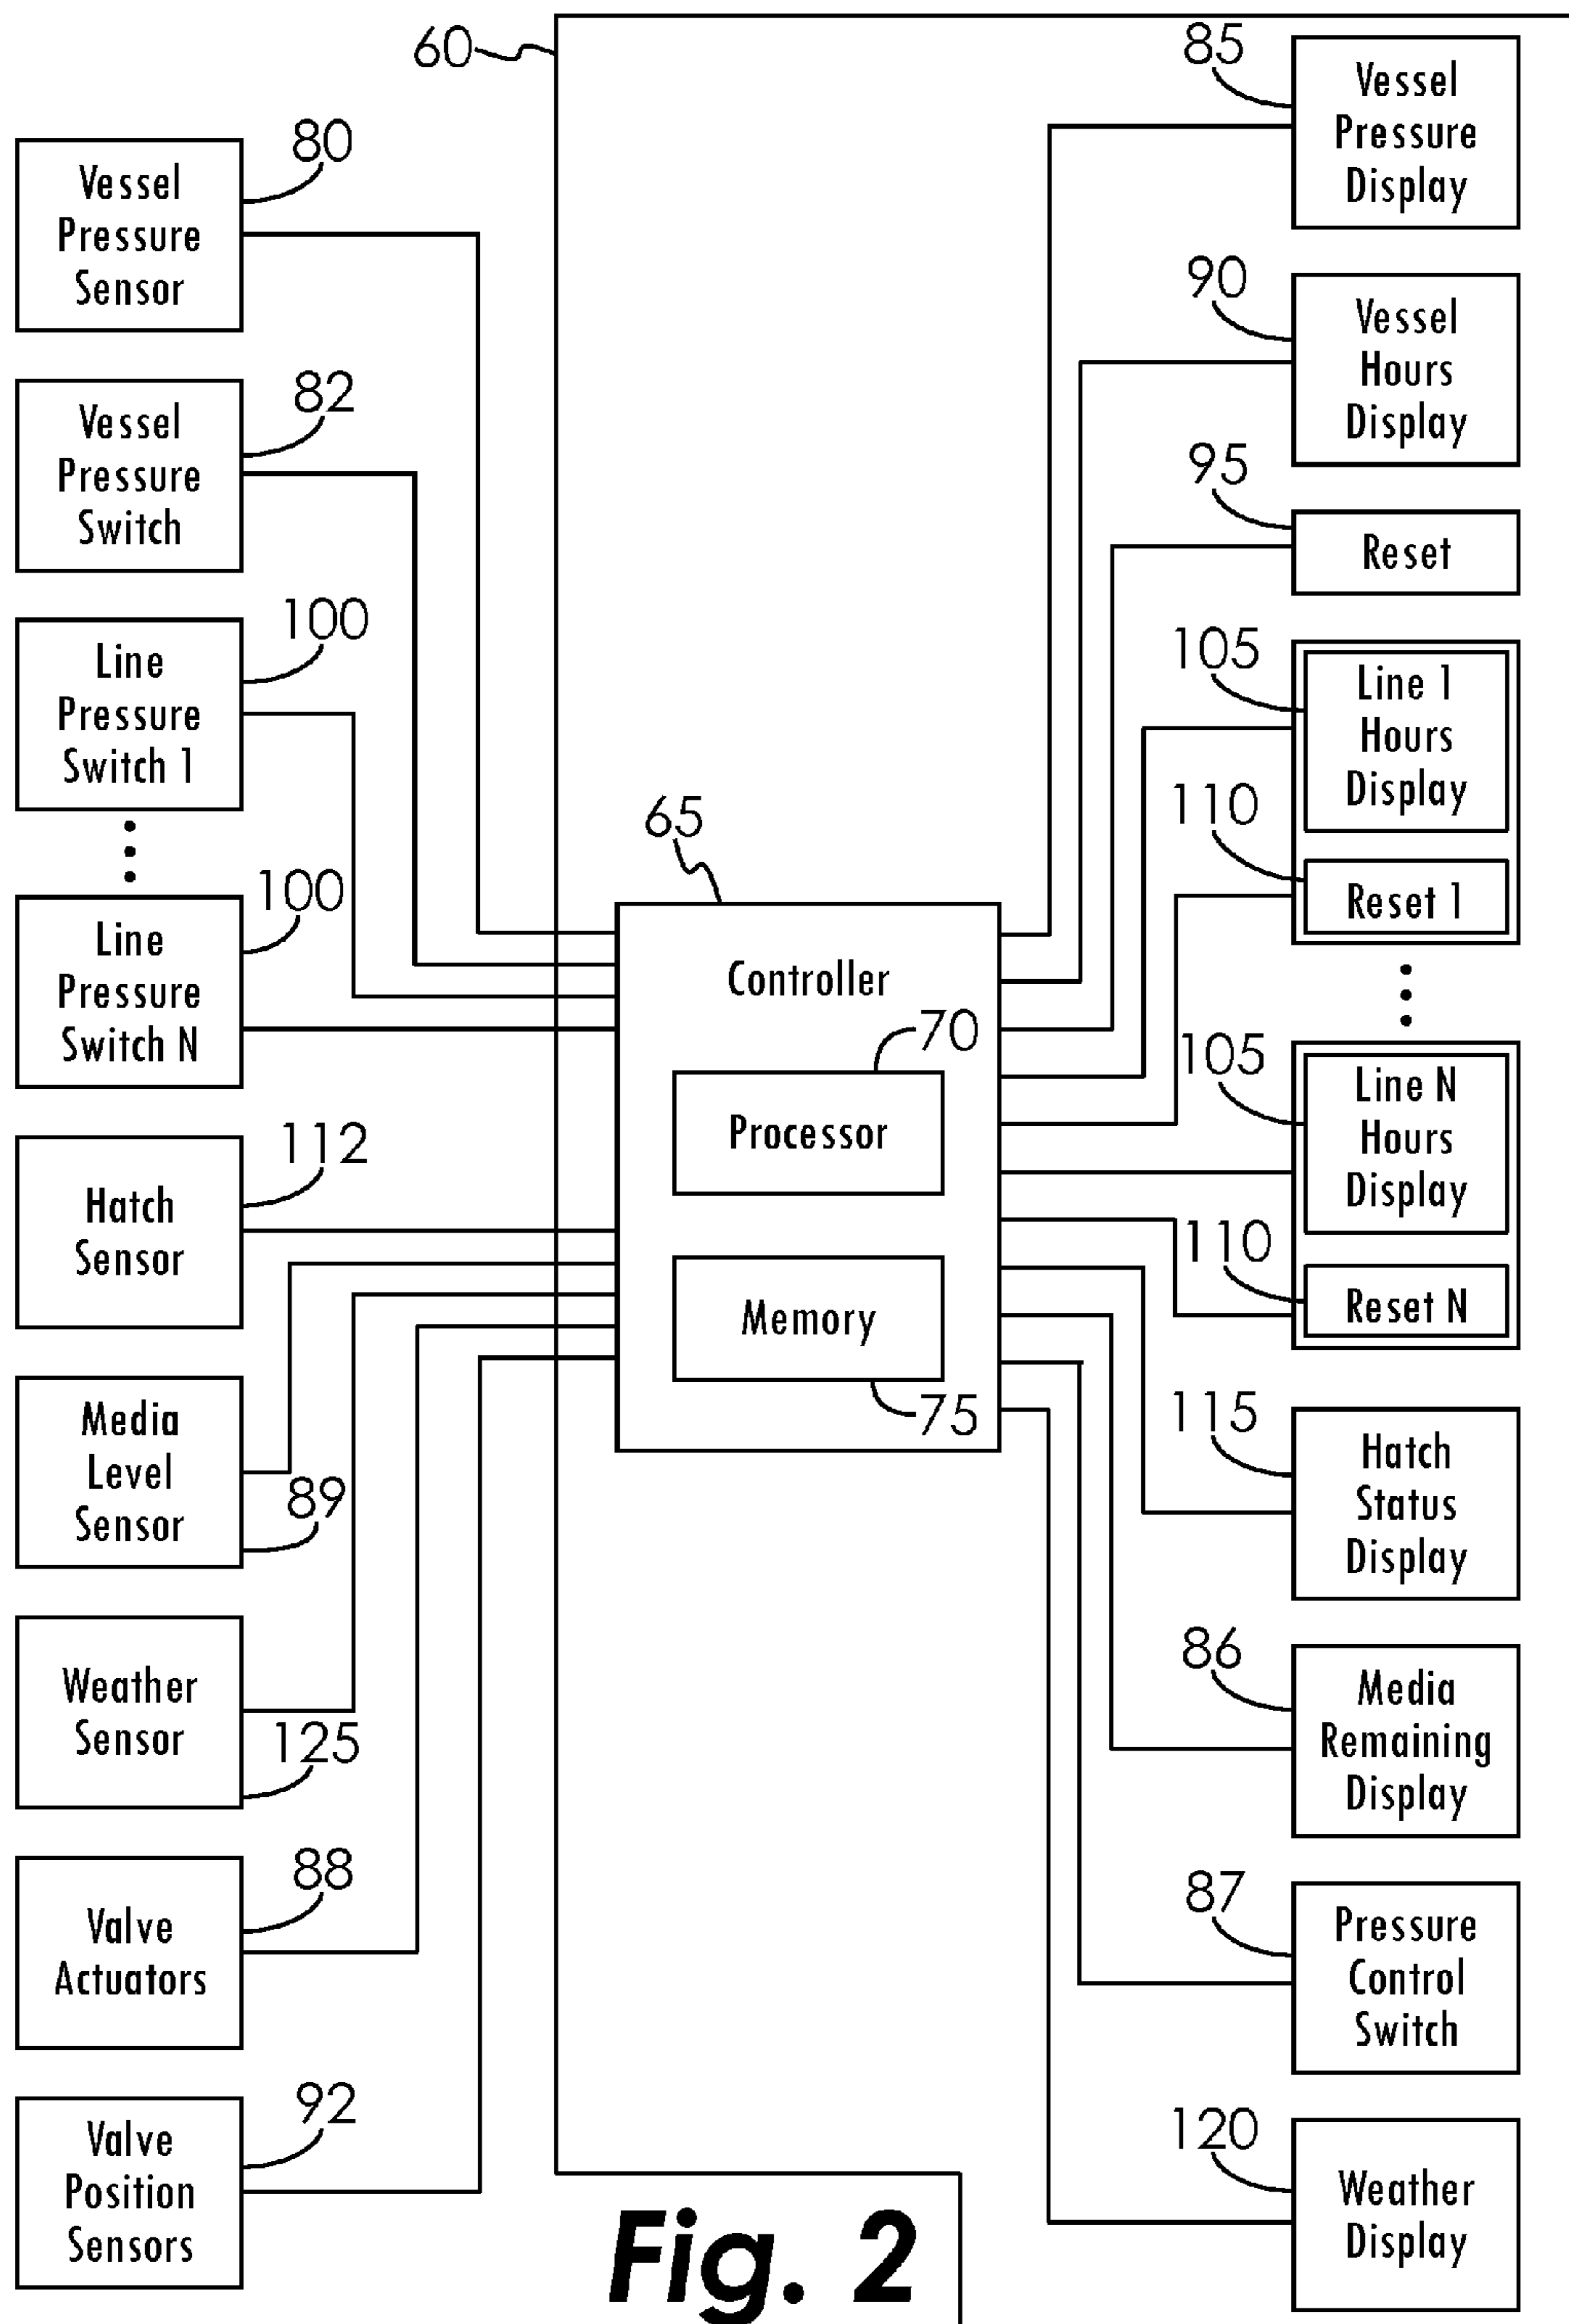 60
80
Vessel
Pressure
Sensor
82
Vessel
Pressure
Switch
100
Line
Pressure
Switch 1
100
Line
Pressure
Switch N
112
Hatch
Sensor
Media
Level
Sensor
89
Weather
Sensor
125
88
Valve
Actuators
92
Valve
Position
Sensors
65
Controller
70
Processor
Memory
75
85
Vessel
Pressure
Display
90
Vessel
Hours
Display
95
Reset
105
Line 1
Hours
Display
110
Reset 1
105
Line N
Hours
Display
110
Reset N
115
Hatch
Status
Display
86
Media
Remaining
Display
87
Pressure
Control
Switch
120
Weather
Display
Fig. 2